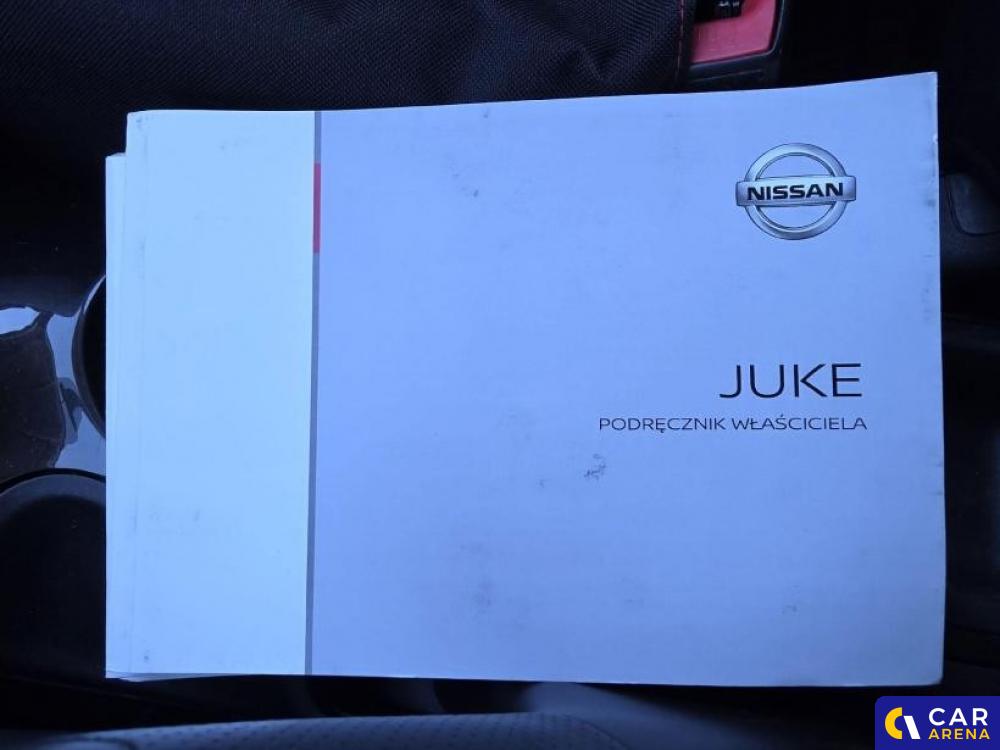 NISSAN
JUKE
PODRĘCZNIK WŁAŚCICIELA
CAR
ARENA